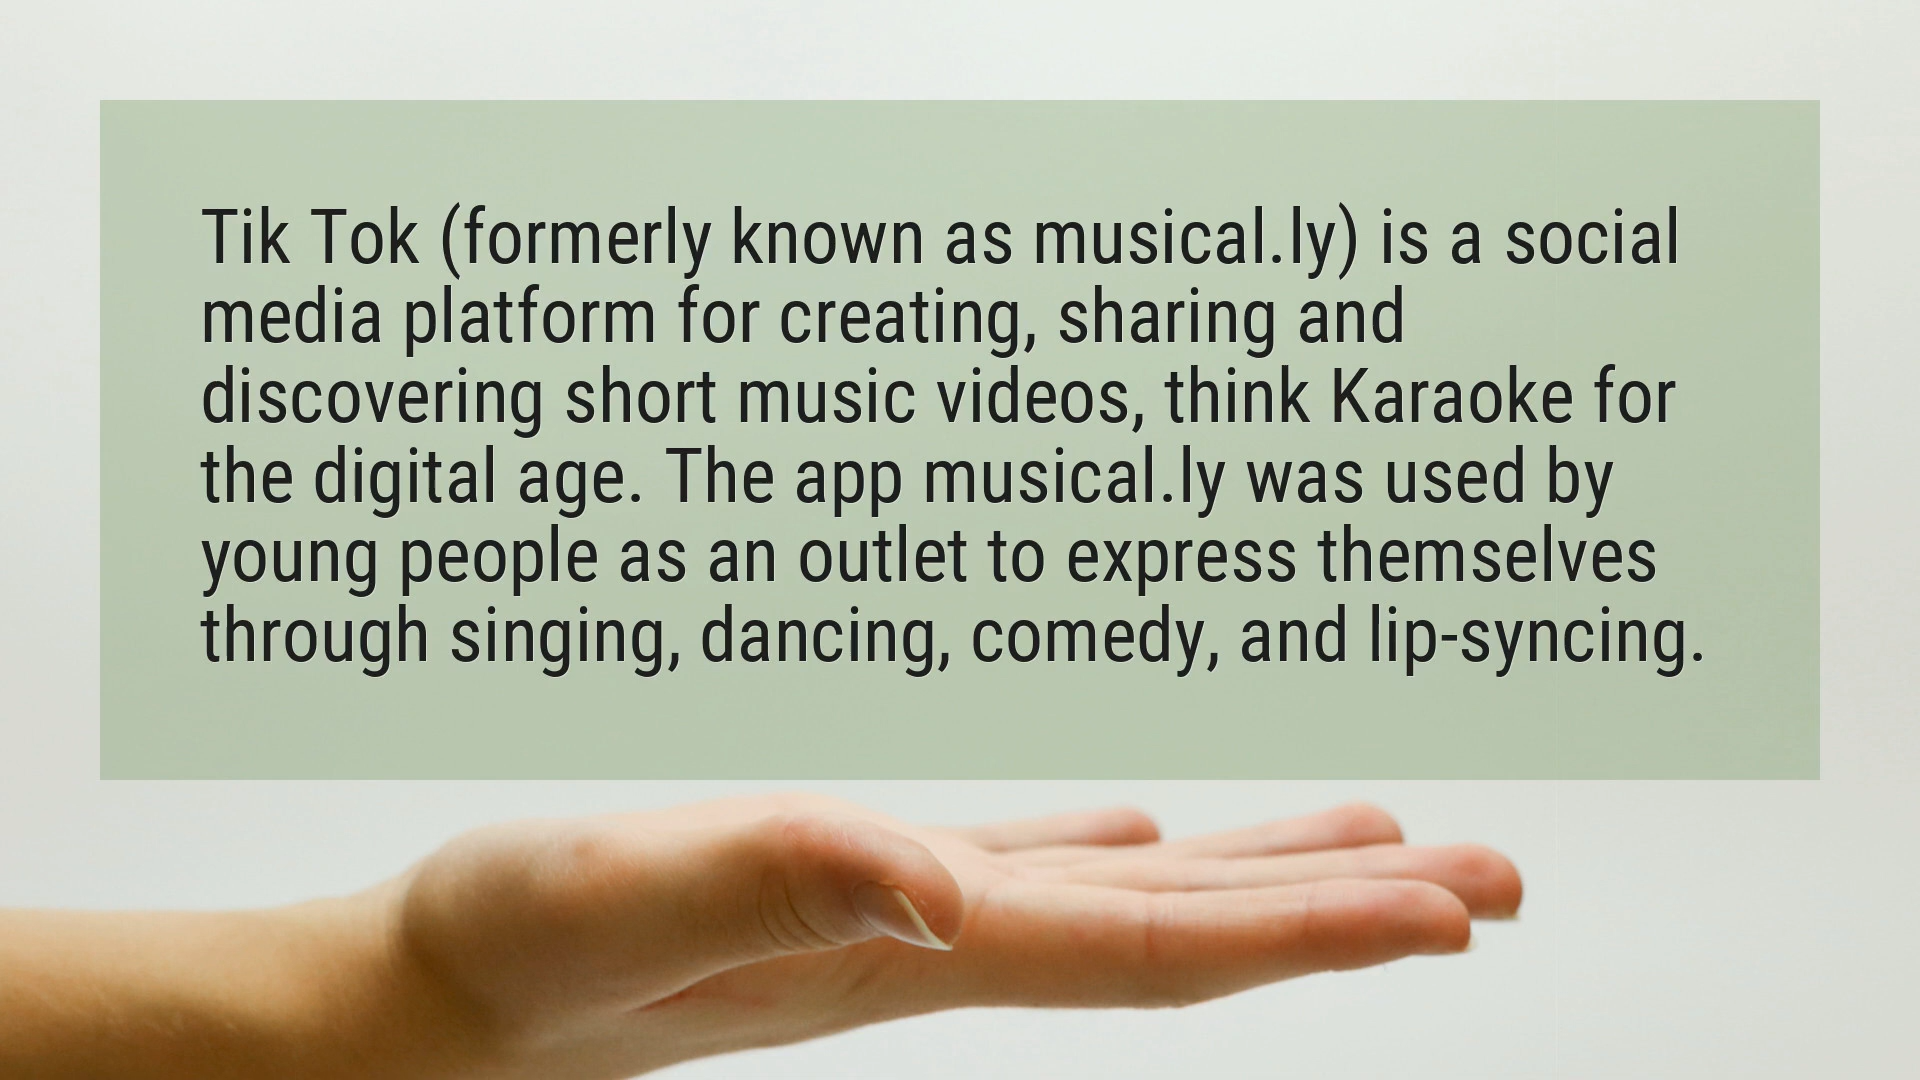 Tik Tok (formerly known as musical.ly) is a social
media platform for creating, sharing and
discovering short music videos, think Karaoke for
the digital age. The app musical.ly was used by
young people as an outlet to express themselves
through singing, dancing, comedy, and lip-syncing.